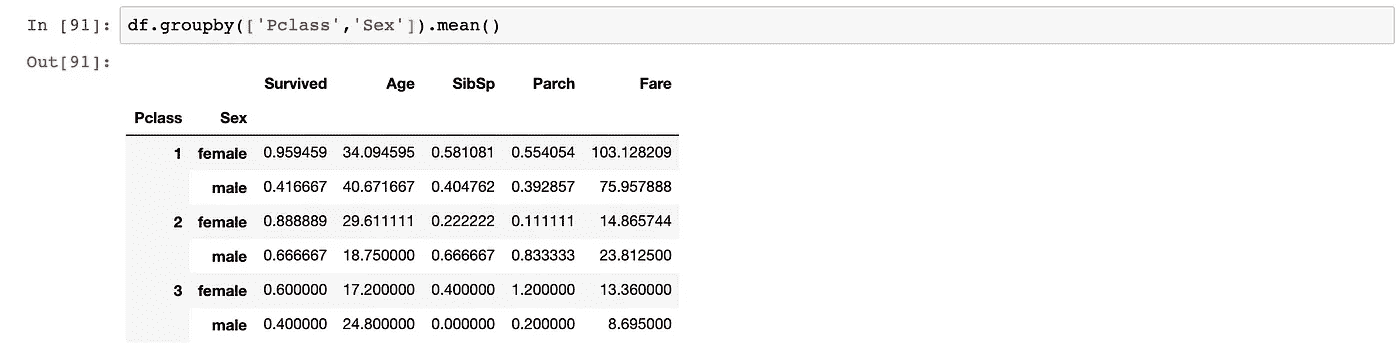 In [91]: df.groupby(['Pclass','Sex']).mean()
Out[91]:
Survived Age SibSp Parch Fare
Pclass Sex
1 female 0.959459 34.094595 0.581081 0.554054 103.128209
male 0.416667 40.671667 0.404762 0.392857 75.957888
2 female 0.888889 29.611111 0.222222 0.111111 14.865744
male 0.666667 18.750000 0.666667 0.833333 23.812500
3 female 0.600000 17.200000 0.400000 1.200000 13.360000
male 0.400000 24.800000 0.000000 0.200000 8.695000